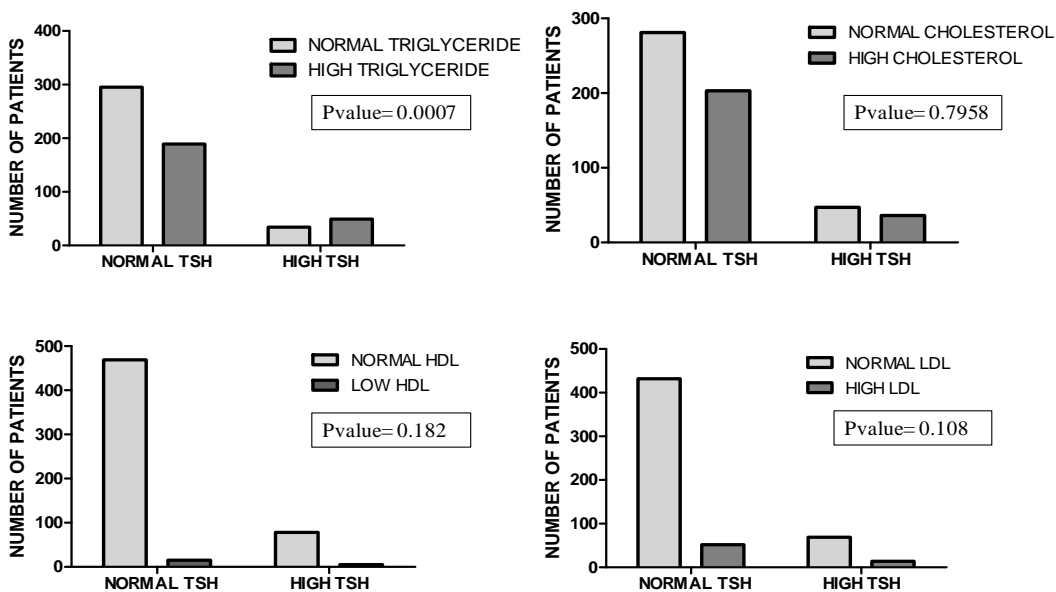 NUMBER OF PATIENTS
400
300
200
100
0
NORMAL TRIGLYCERIDE
HIGH TRIGLYCERIDE
Pvalue= 0.0007
NORMAL TSH
HIGH TSH
NUMBER OF PATIENTS
300
200
100
0
NORMAL CHOLESTEROL
HIGH CHOLESTEROL
Pvalue= 0.7958
NORMAL TSH
HIGH TSH
NUMBER OF PATIENTS
500
400
300
200
100
0
NORMAL HDL
LOW HDL
Pvalue= 0.182
NORMAL TSH
HIGH TSH
NUMBER OF PATIENTS
500
400
300
200
100
0
NORMAL LDL
HIGH LDL
Pvalue= 0.108
NORMAL TSH
HIGH TSH